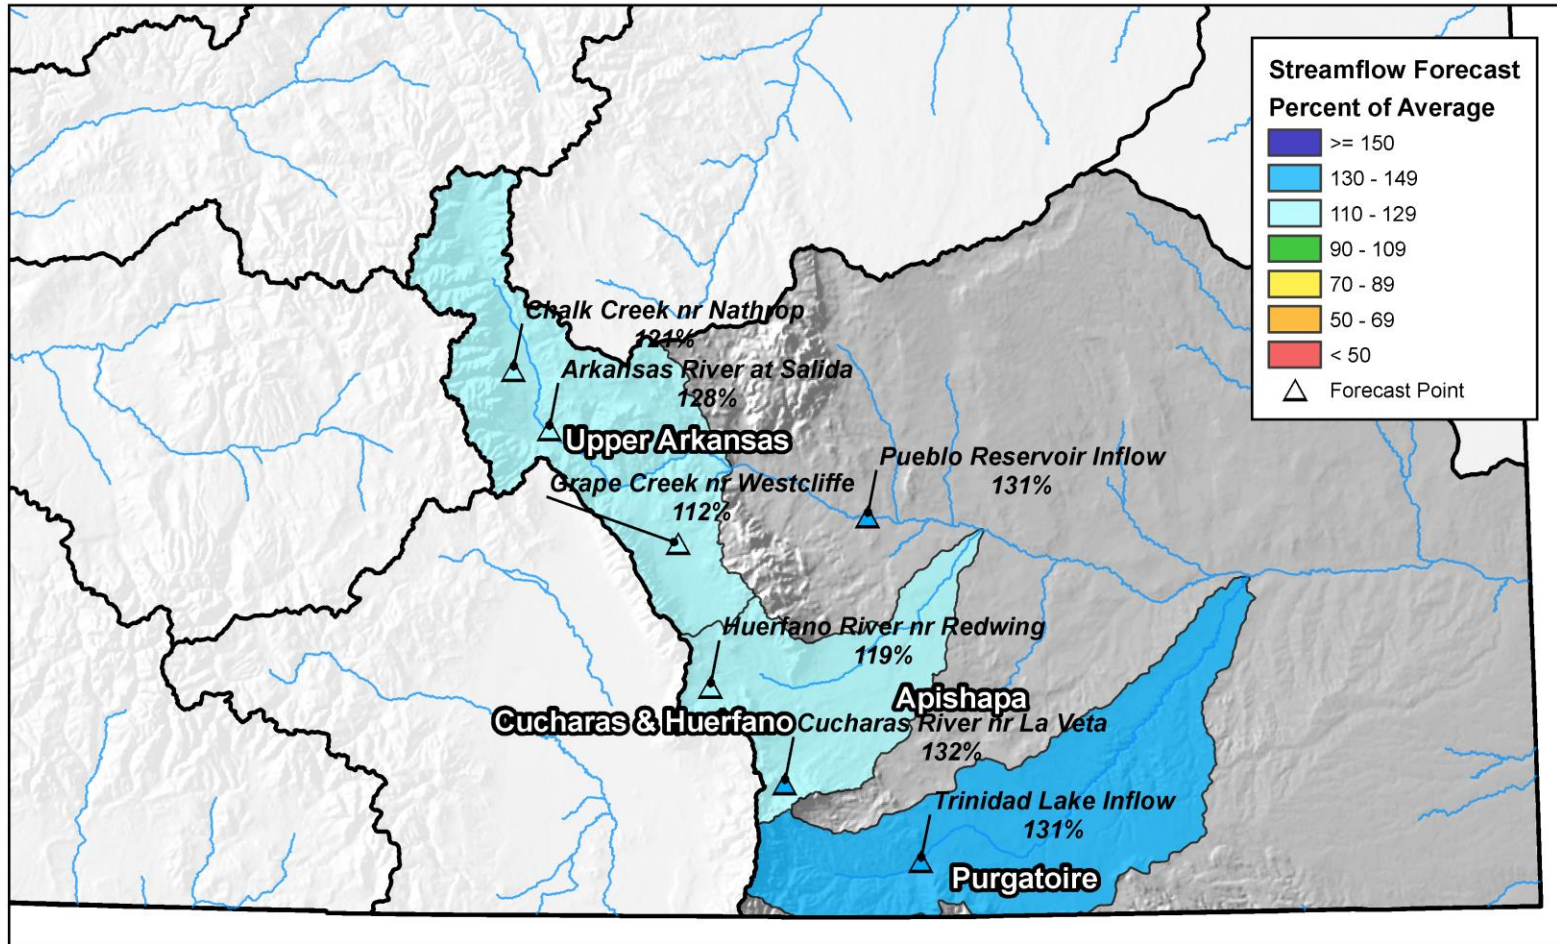 Streamflow Forecast
Percent of Average
>= 150
130 - 149
110 - 129
90 - 109
70 - 89
50 - 69
< 50
Forecast Point
Chalk Creek nr Nathrop
121%
Arkansas River at Salida
128%
Upper Arkansas
Pueblo Reservoir Inflow
131%
Grape Creek nr Westcliffe
112%
Huerfano River nr Redwing
119%
Apishapa
Cucharas & Huerfano
Cucharas River nr La Veta
132%
Trinidad Lake Inflow
131%
Purgatoire